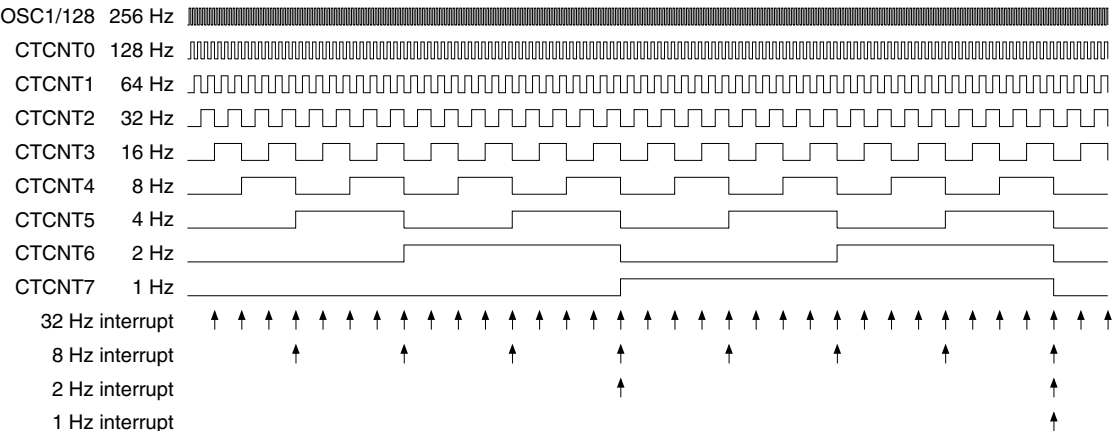 OSC1/128 256 Hz
CTCNT0 128 Hz
CTCNT1 64 Hz
CTCNT2 32 Hz
CTCNT3 16 Hz
CTCNT4 8 Hz
CTCNT5 4 Hz
CTCNT6 2 Hz
CTCNT7 1 Hz
32 Hz interrupt
8 Hz interrupt
2 Hz interrupt
1 Hz interrupt